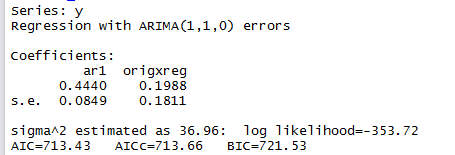 Series: y
Regression with ARIMA(1,1,0) errors
Coefficients:
ar1 origxreg
0.4440 0.1988
s.e. 0.0849 0.1811
sigma^2 estimated as 36.96: log likelihood=-353.72
AIC=713.43 AICc=713.66 BIC=721.53